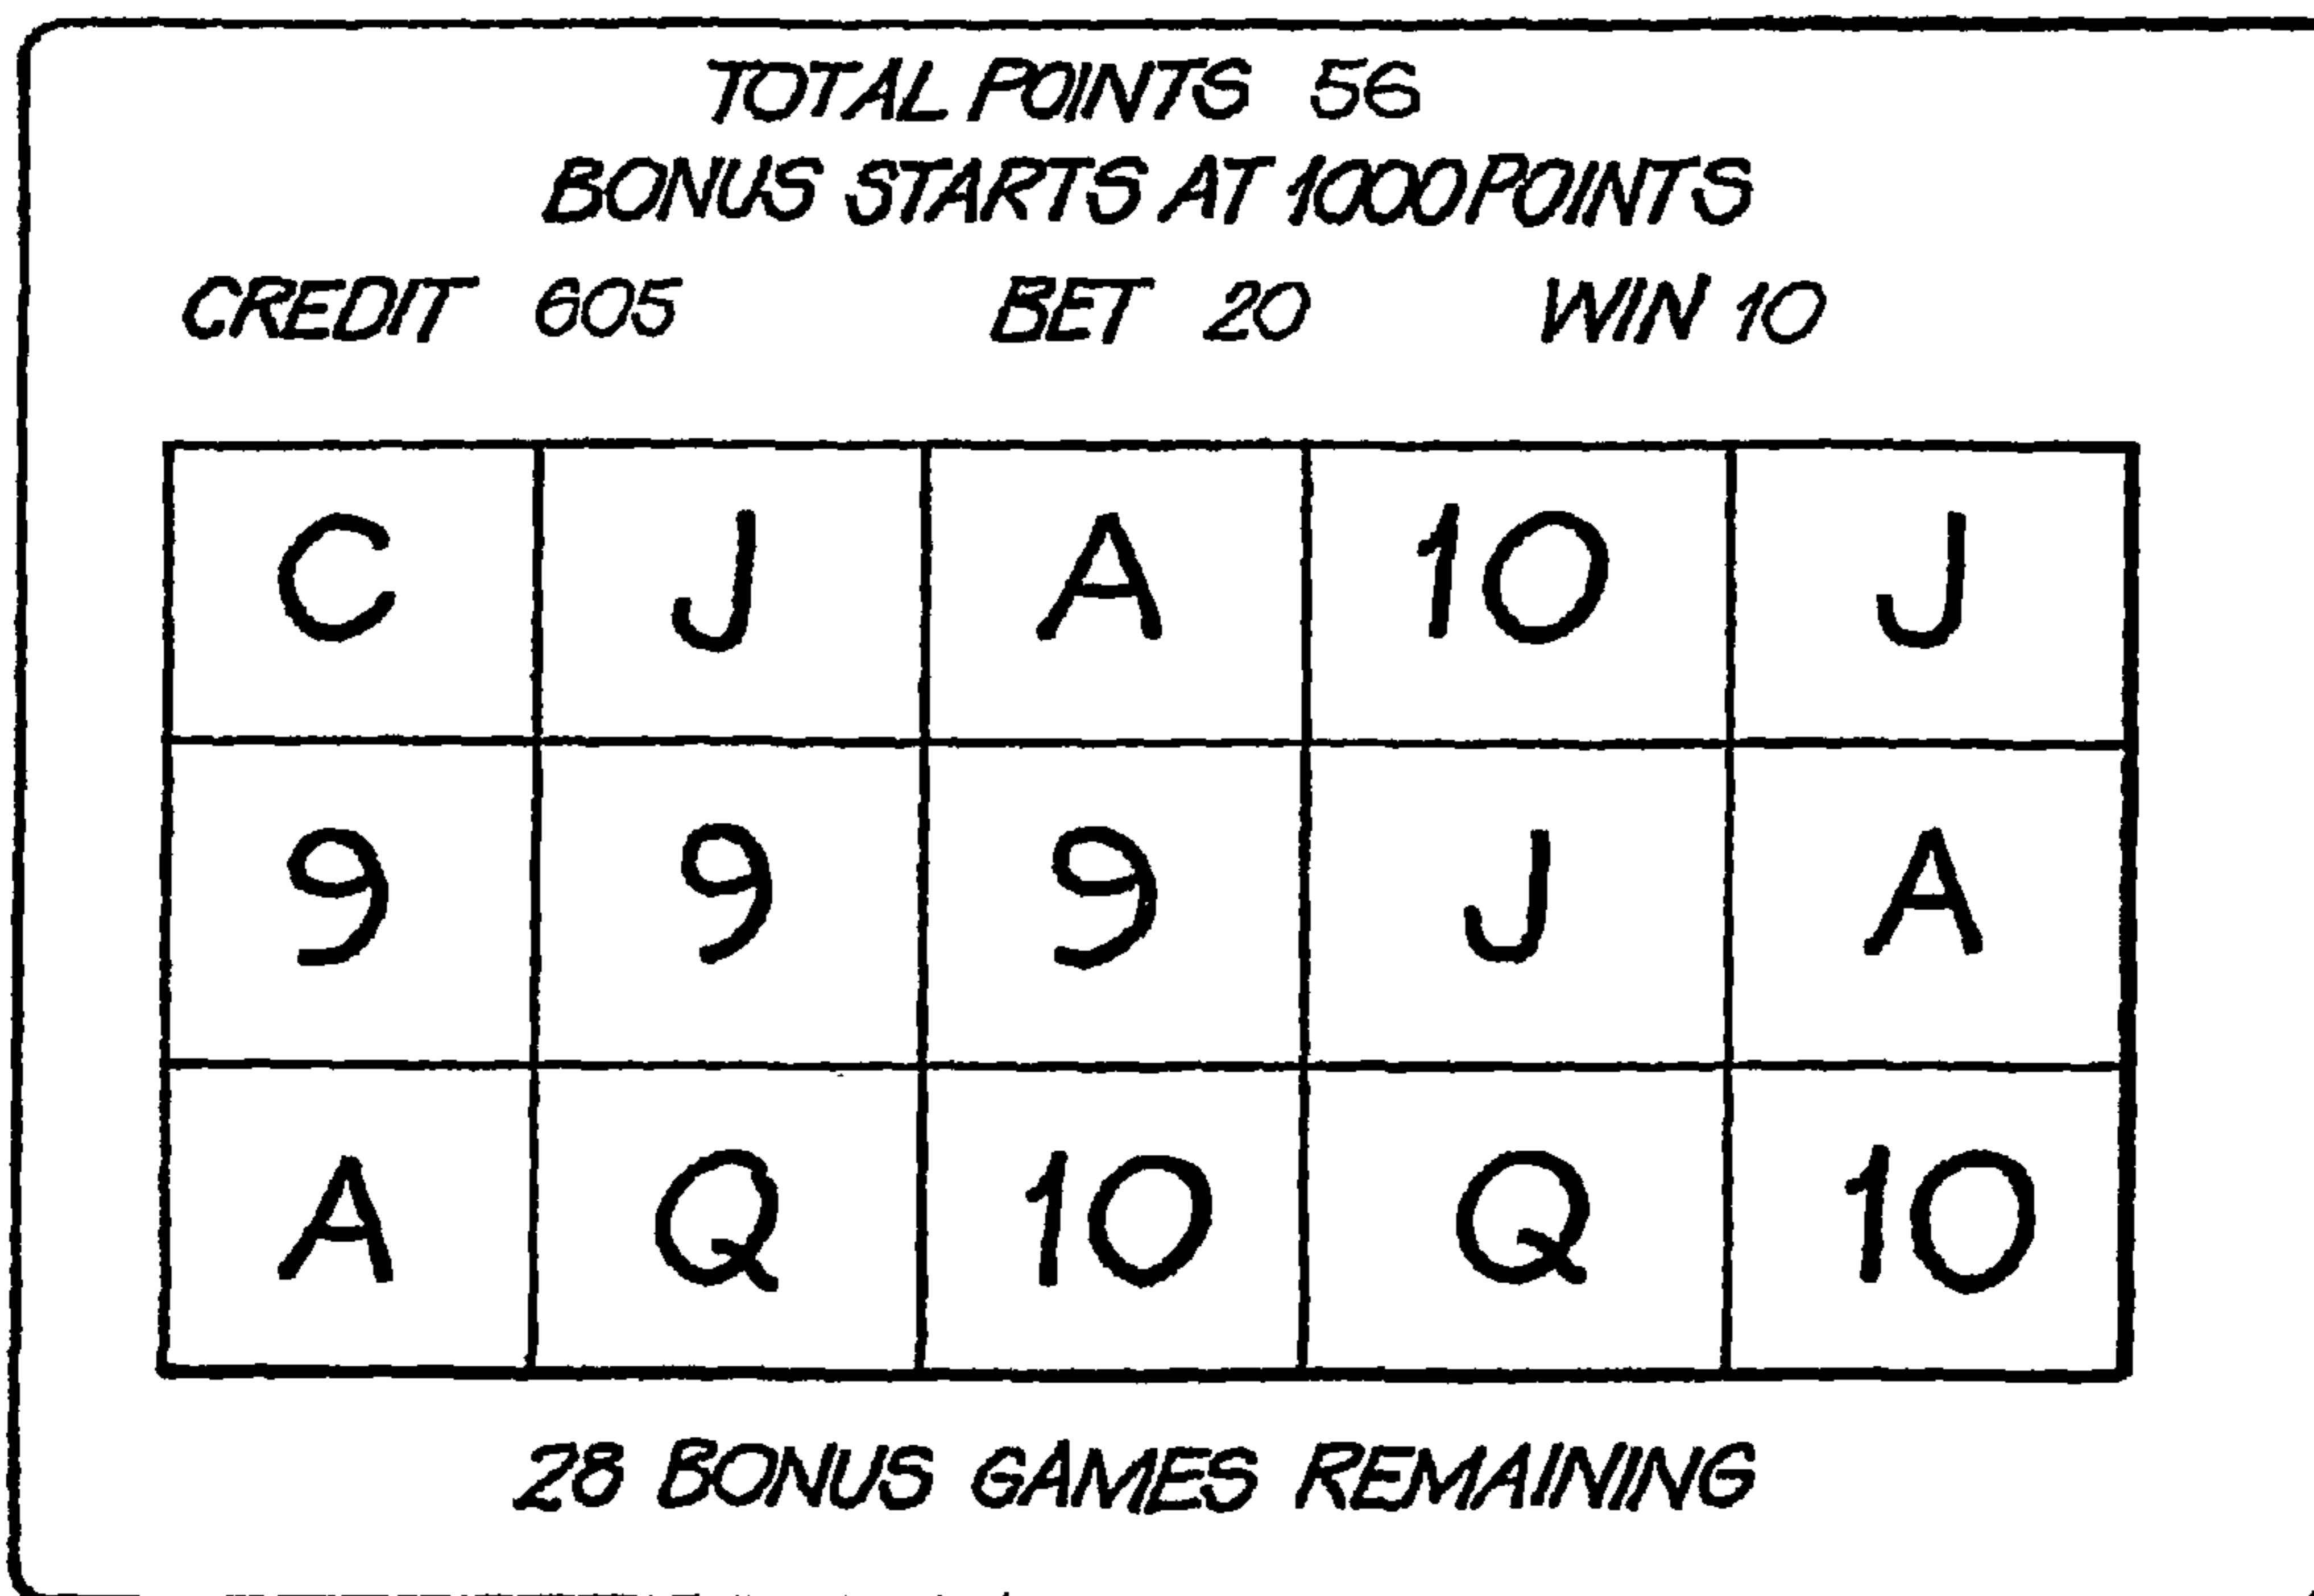 TOTAL POINTS 56
BONUS STARTS AT 1000 POINTS
CREDIT 605 BET 20 WIN 10
C J A 10 J
9 9 9 J A
A Q 10 Q 10
28 BONUS GAMES REMAINING